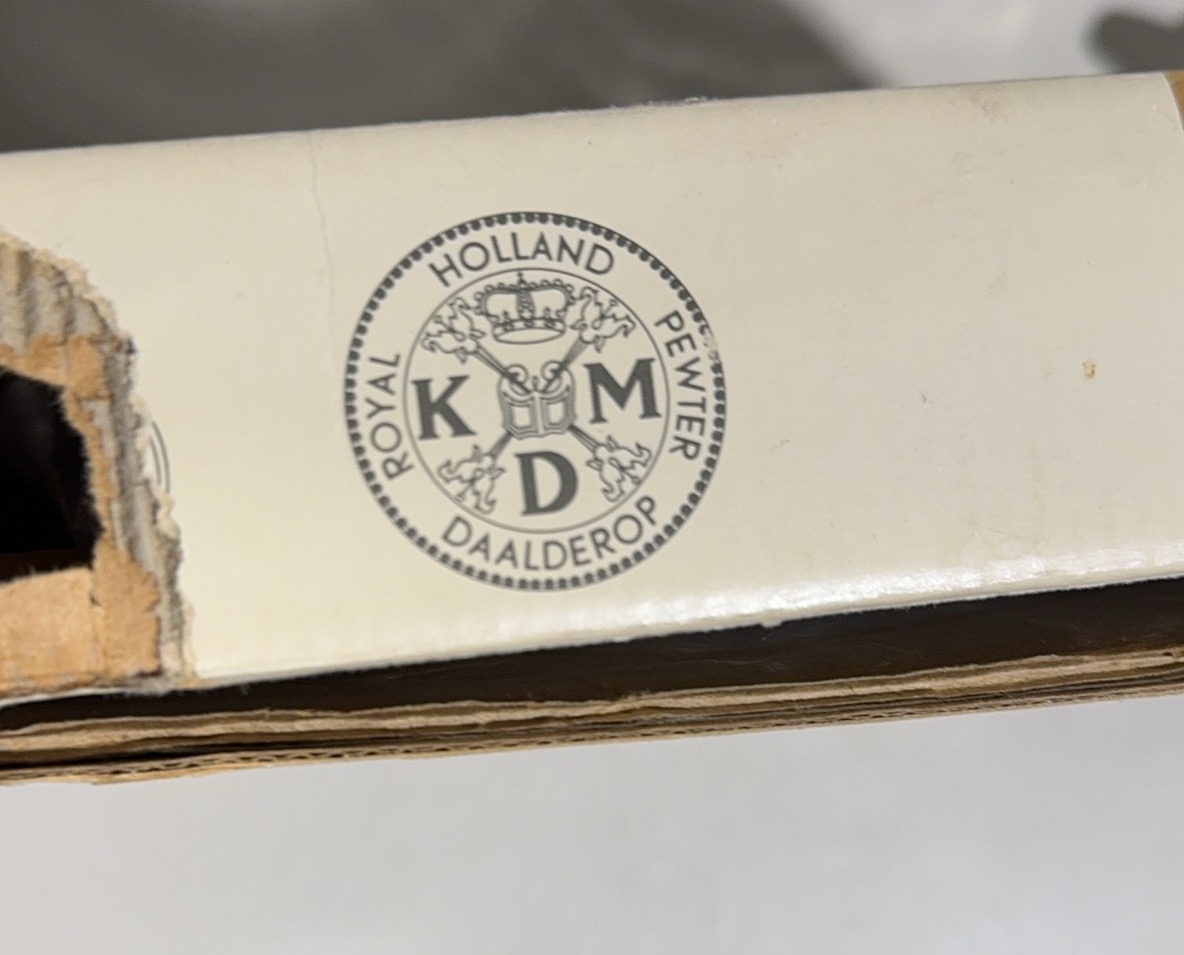 HOLLAND
ROYAL
PEWTER
K M
D
DAALDEROP